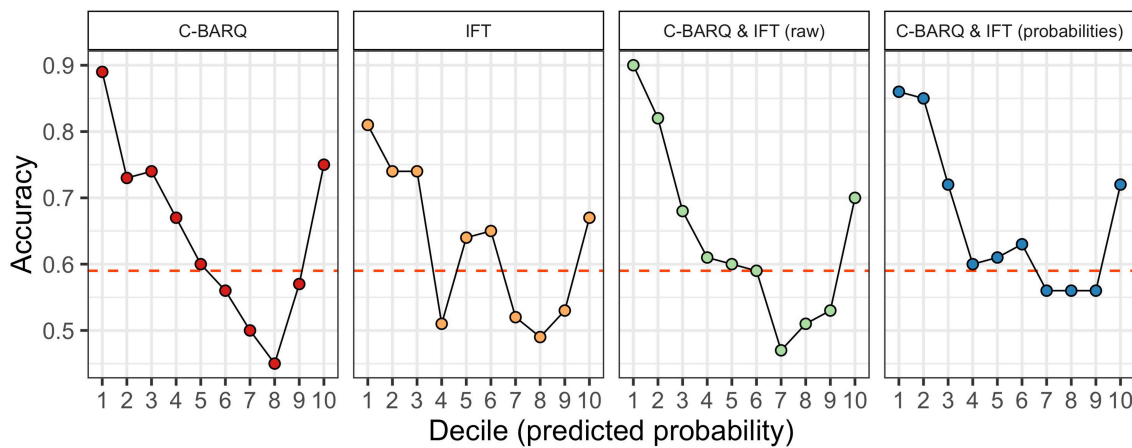 C-BARQ
IFT
C-BARQ & IFT (raw)
C-BARQ & IFT (probabilities)
Accuracy
0.9
0.8
0.7
0.6
0.5
1 2 3 4 5 6 7 8 9 10
1 2 3 4 5 6 7 8 9 10
1 2 3 4 5 6 7 8 9 10
1 2 3 4 5 6 7 8 9 10
Decile (predicted probability)